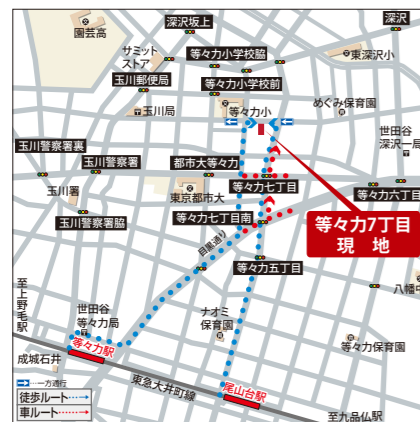 園芸高
深沢坂上
深沢
サミット
ストア
等々力小学校脇
東深沢小
玉川郵便局
等々力小学校前
玉川局
等々力小
めぐみ保育園
世田谷
深沢一局
玉川警察署裏
玉川警察署
都市大等々力
玉川署
東京都市大
等々力七丁目
等々力六丁目
玉川警察署脇
等々力七丁目南
等々力7丁目
現 地
目黒通り
等々力五丁目
八幡中
至上野毛駅
世田谷
等々力局
ナオミ
保育園
等々力駅
等々力保育園
成城石井
東急大井町線
尾山台駅
至九品仏駅
…一方通行
徒歩ルート
車ルート